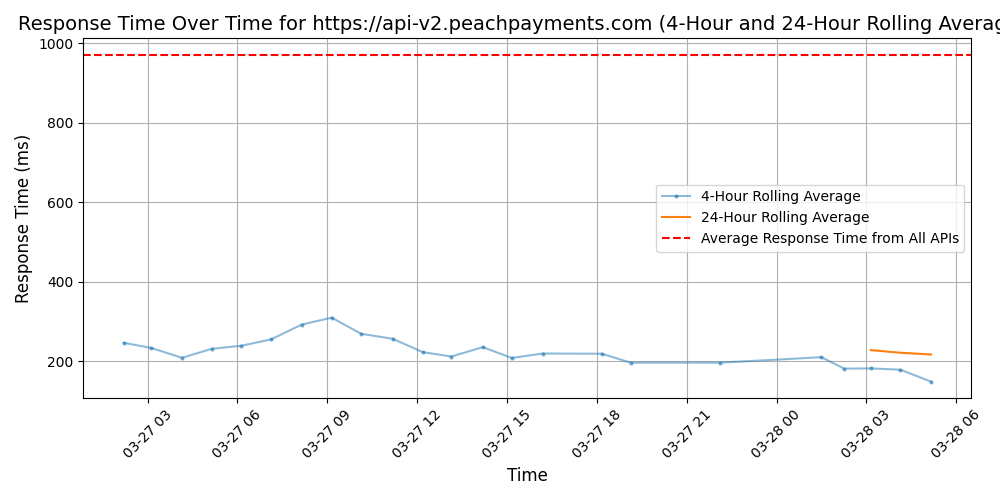 Response Time Over Time for https://api-v2.peachpayments.com (4-Hour and 24-Hour Rolling Averag
1000
800
600
400
200
Response Time (ms)
4-Hour Rolling Average
24-Hour Rolling Average
Average Response Time from All APIs
03-27 03
03-27 06
03-27 09
03-27 12
03-27 15
03-27 18
03-27 21
03-28 00
03-28 03
03-28 06
Time